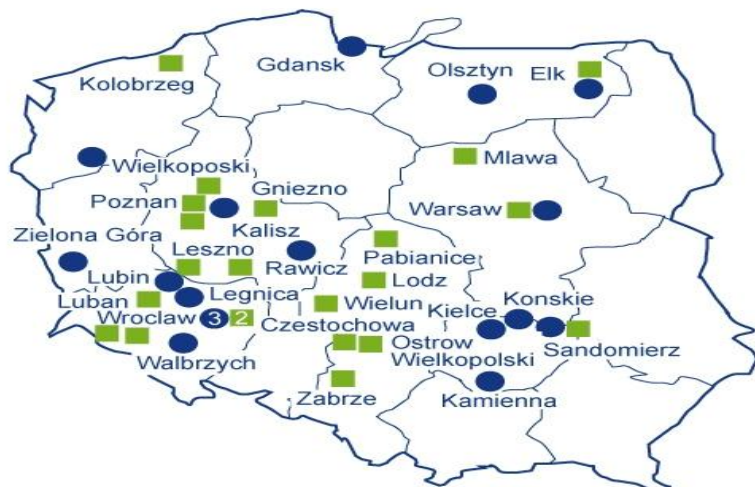 Gdansk
Olsztyn
Elk
Kolobrzeg
Mlawa
Wielkoposki
Gniezno
Poznan
Warsaw
Kalisz
Zielona Góra
Pabianice
Leszno
Rawicz
Lubin
Lodz
Luban
Legnica
Wielun
Konskie
Wroclaw 3 2
Czestochowa
Kielce
Ostrow
Wielkopolski
Sandomierz
Walbrzych
Zabrze
Kamienna